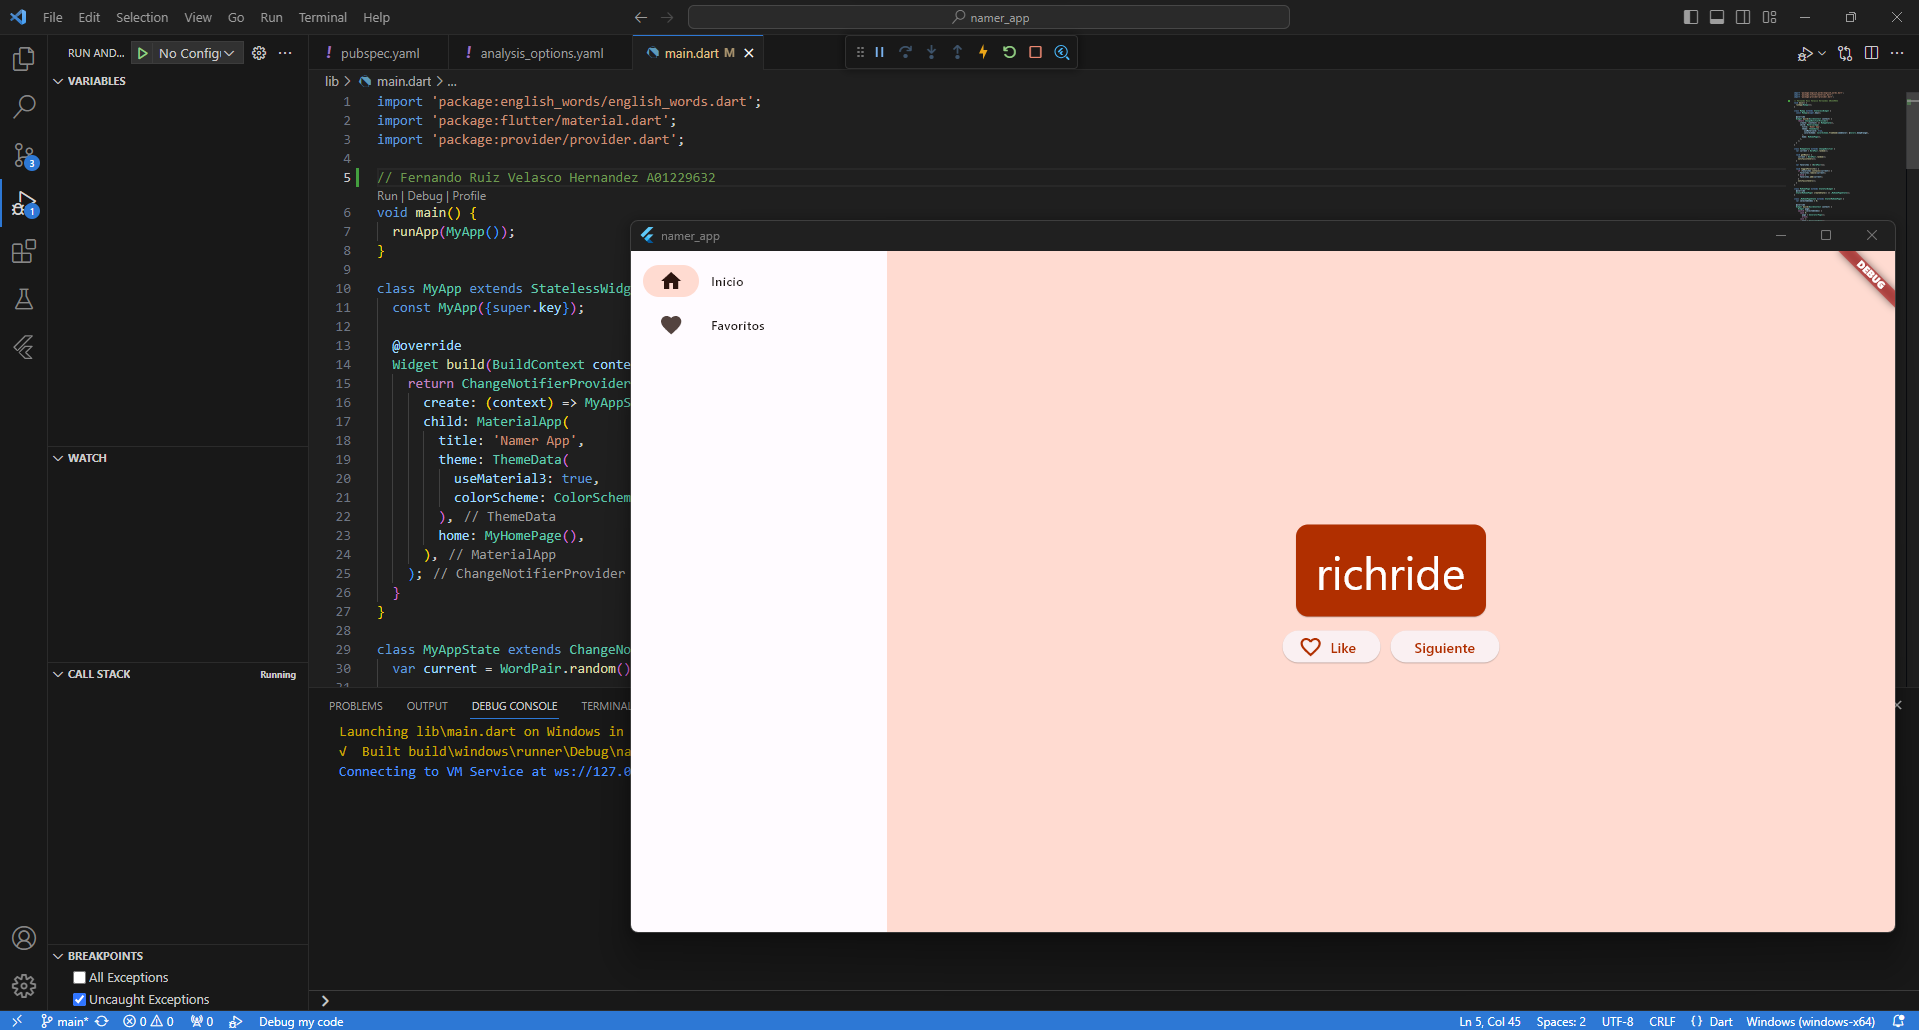 File Edit Selection View Go Run Terminal Help
namer_app
RUN AND...
No Config
pubspec.yaml
analysis_options.yaml
main.dart M
lib > main.dart > ...
VARIABLES
WATCH
CALL STACK
Running
BREAKPOINTS
All Exceptions
Uncaught Exceptions
3
1
1 import 'package:english_words/english_words.dart';
2 import 'package:flutter/material.dart';
3 import 'package:provider/provider.dart';
4
5 // Fernando Ruiz Velasco Hernandez A01229632
Run | Debug | Profile
6 void main() {
7 runApp(MyApp());
8 }
9
10 class MyApp extends StatelessWidg
11 const MyApp({super.key});
12
13 @override
14 Widget build(BuildContext conte
15 return ChangeNotifierProvider
16 create: (context) => MyAppS
17 child: MaterialApp(
18 title: 'Namer App',
19 theme: ThemeData(
20 useMaterial3: true,
21 colorScheme: ColorSchem
22 ), // ThemeData
23 home: MyHomePage(),
24 ), // MaterialApp
25 ); // ChangeNotifierProvider
26 }
27 }
28
29 class MyAppState extends ChangeNo
30 var current = WordPair.random()
31
namer_app
Inicio
Favoritos
DEBUG
richride
Like
Siguiente
PROBLEMS OUTPUT DEBUG CONSOLE TERMINAL
Launching lib\main.dart on Windows in
√ Built build\windows\runner\Debug\na
Connecting to VM Service at ws://127.0
main* 0 0 0 Debug my code
Ln 5, Col 45 Spaces: 2 UTF-8 CRLF {} Dart Windows (windows-x64)